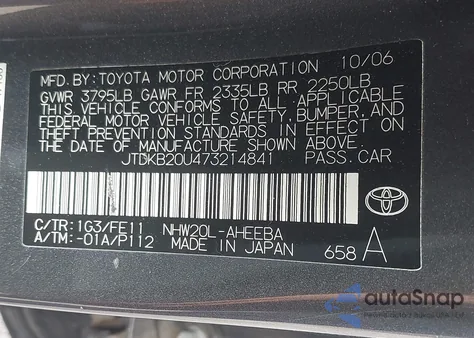 MFD.BY: TOYOTA MOTOR CORPORATION 10/06
GVWR 3795LB GAWR FR 2335LB RR 2250LB
THIS VEHICLE CONFORMS TO ALL APPLICABLE
FEDERAL MOTOR VEHICLE SAFETY, BUMPER, AND
THEFT PREVENTION STANDARDS IN EFFECT ON
THE DATE OF MANUFACTURE SHOWN ABOVE.
JTDKB20U473214841 PASS.CAR
C/TR: 1G3/FE11 NHW20L-AHEEBA
A/TM: -01A/P112 MADE IN JAPAN 658 A
TOYOTA
autoSnap